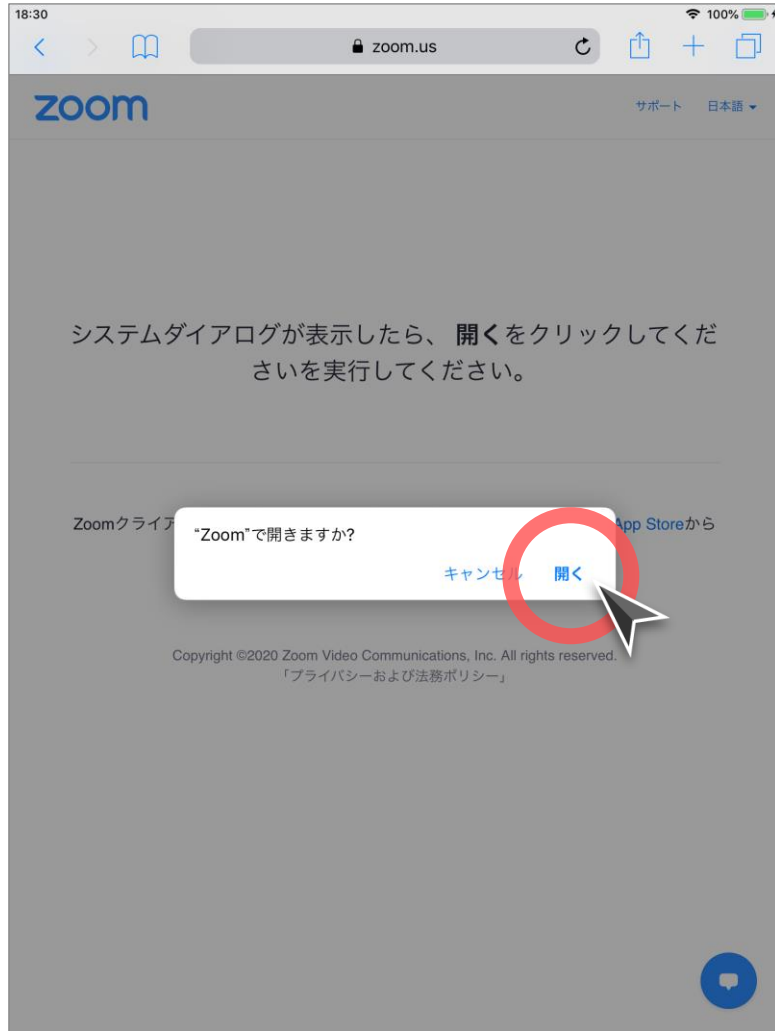 18:30
100%
zoom.us
zoom
サポート 日本語
システムダイアログが表示したら、 開くをクリックしてくだ
さいを実行してください。
Zoomクライア
App Storeから
“Zoom”で開きますか?
キャンセル 開く
Copyright ©2020 Zoom Video Communications, Inc. All rights reserved.
「プライバシーおよび法務ポリシー」